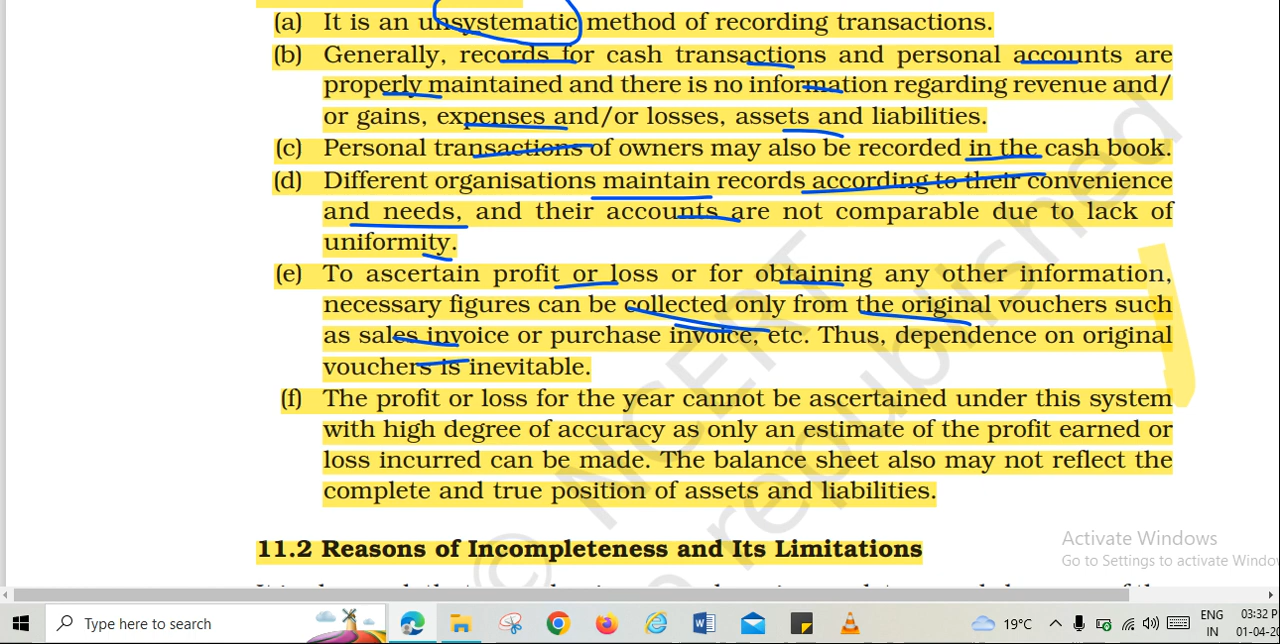 (a) It is an unsystematic method of recording transactions.
(b) Generally, records for cash transactions and personal accounts are
properly maintained and there is no information regarding revenue and/
or gains, expenses and/or losses, assets and liabilities.
(c) Personal transactions of owners may also be recorded in the cash book.
(d) Different organisations maintain records according to their convenience
and needs, and their accounts are not comparable due to lack of
uniformity.
(e) To ascertain profit or loss or for obtaining any other information,
necessary figures can be collected only from the original vouchers such
as sales invoice or purchase invoice, etc. Thus, dependence on original
vouchers is inevitable.
(f) The profit or loss for the year cannot be ascertained under this system
with high degree of accuracy as only an estimate of the profit earned or
loss incurred can be made. The balance sheet also may not reflect the
complete and true position of assets and liabilities.
© NCERT
republished
11.2 Reasons of Incompleteness and Its Limitations
Activate Windows
Go to Settings to activate Windo
Type here to search
19°C
ENG
IN
03:32 P
01-04-20